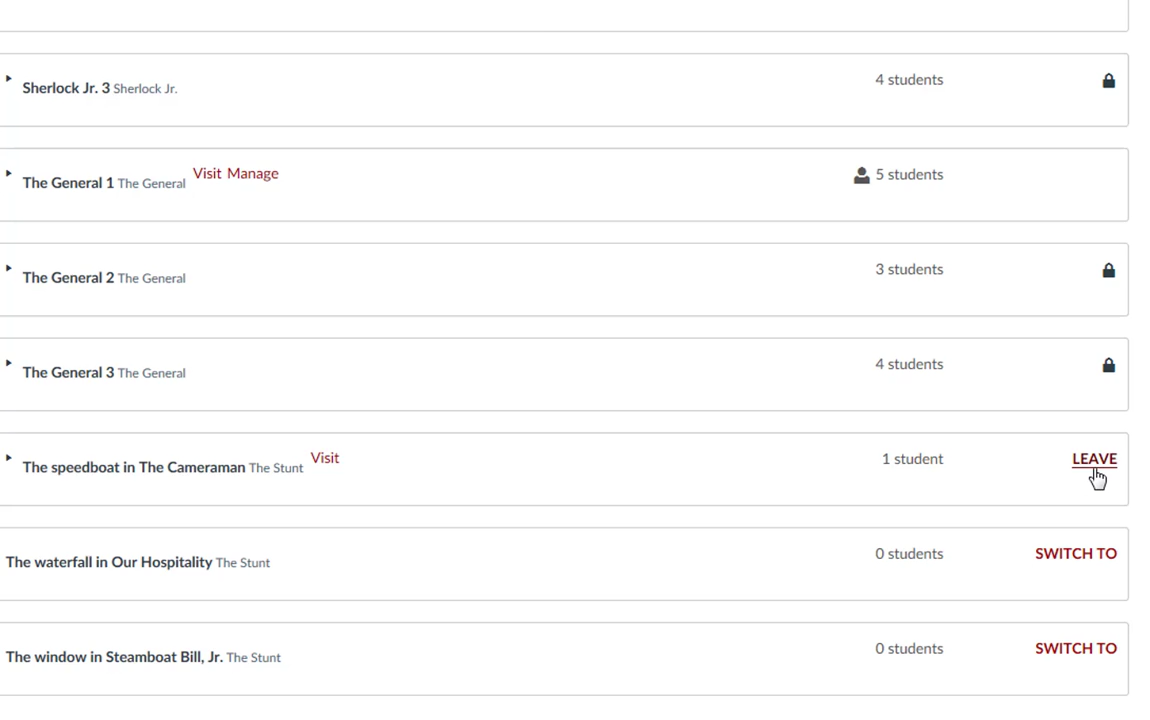 Sherlock Jr. 3 Sherlock Jr. 4 students
The General 1 The General Visit Manage 5 students
The General 2 The General 3 students
The General 3 The General 4 students
The speedboat in The Cameraman The Stunt Visit 1 student LEAVE
The waterfall in Our Hospitality The Stunt 0 students SWITCH TO
The window in Steamboat Bill, Jr. The Stunt 0 students SWITCH TO